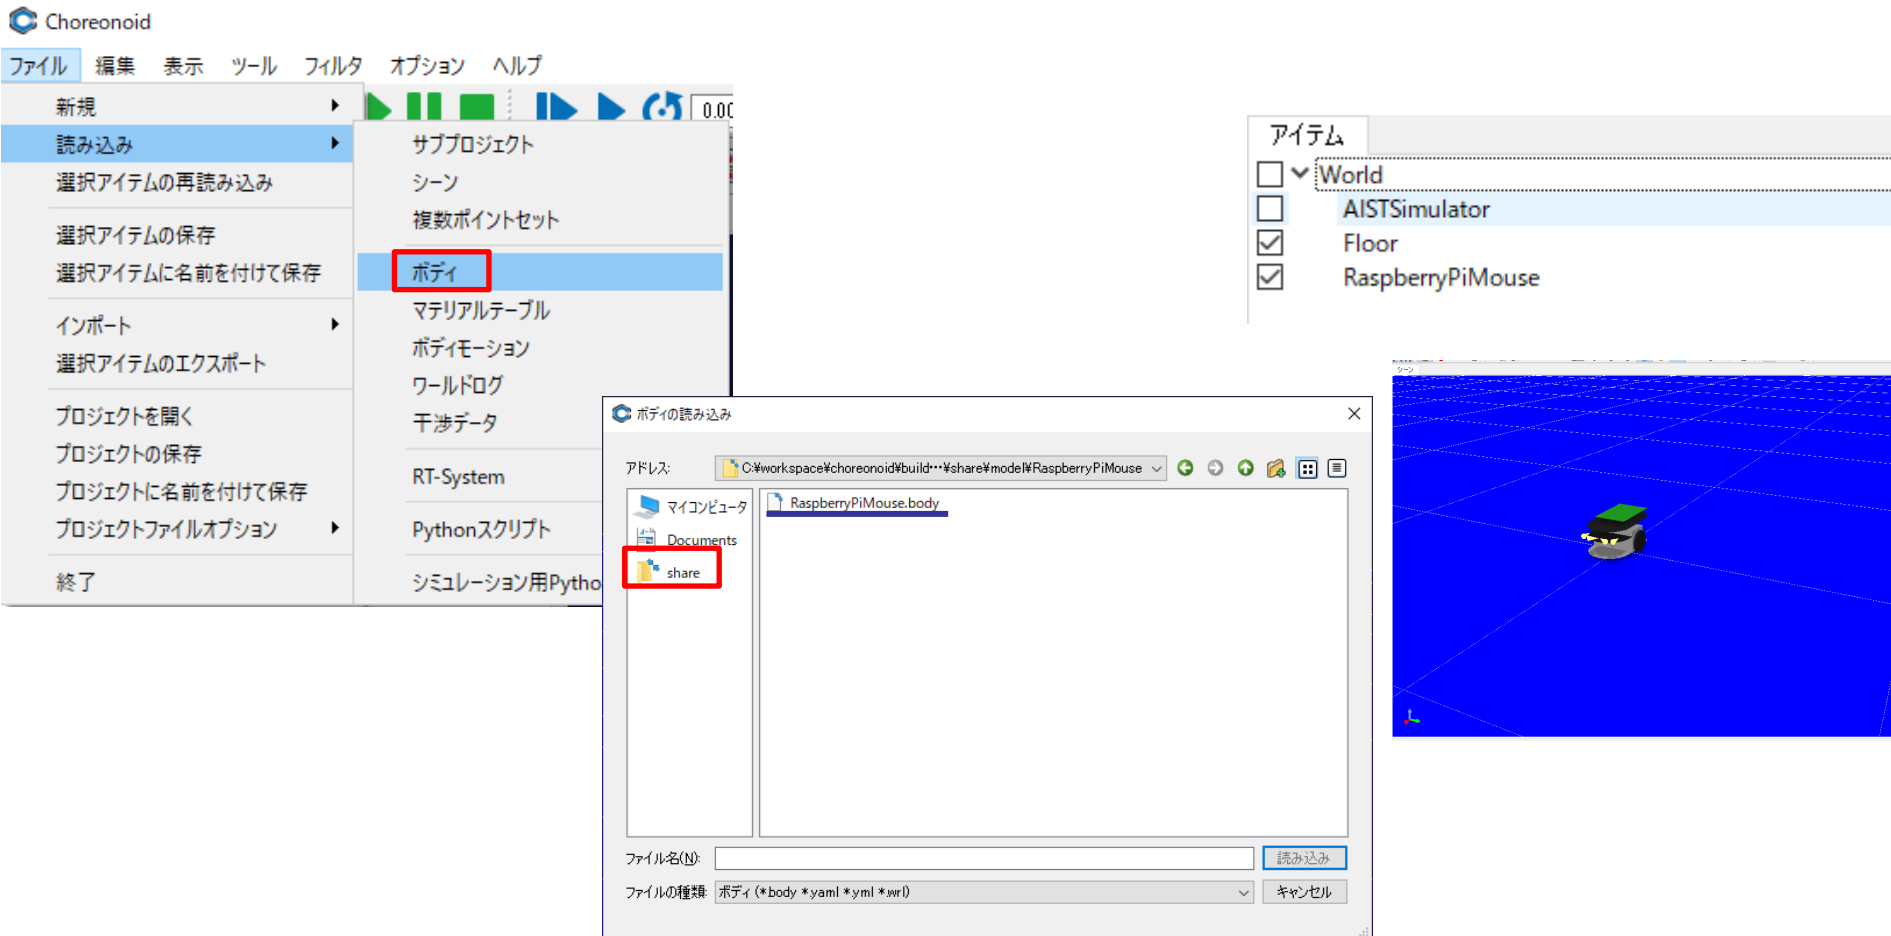 Choreonoid
ファイル 編集 表示 ツール フィルタ オプション ヘルプ
新規
読み込み
選択アイテムの再読み込み
選択アイテムの保存
選択アイテムに名前を付けて保存
インポート
選択アイテムのエクスポート
プロジェクトを開く
プロジェクトの保存
プロジェクトに名前を付けて保存
プロジェクトファイルオプション
終了
0.00
サブプロジェクト
シーン
複数ポイントセット
ボディ
マテリアルテーブル
ボディモーション
ワールドログ
干渉データ
RT-System
Pythonスクリプト
シミュレーション用Pytho
ボディの読み込み
アドレス:
C:¥workspace¥choreonoid¥build…¥share¥model¥RaspberryPiMouse
マイコンピュータ
Documents
share
RaspberryPiMouse.body
ファイル名(N):
読み込み
ファイルの種類:
ボディ (*.body *.yaml *.yml *.wrl)
キャンセル
アイテム
World
AISTSimulator
Floor
RaspberryPiMouse
シーン